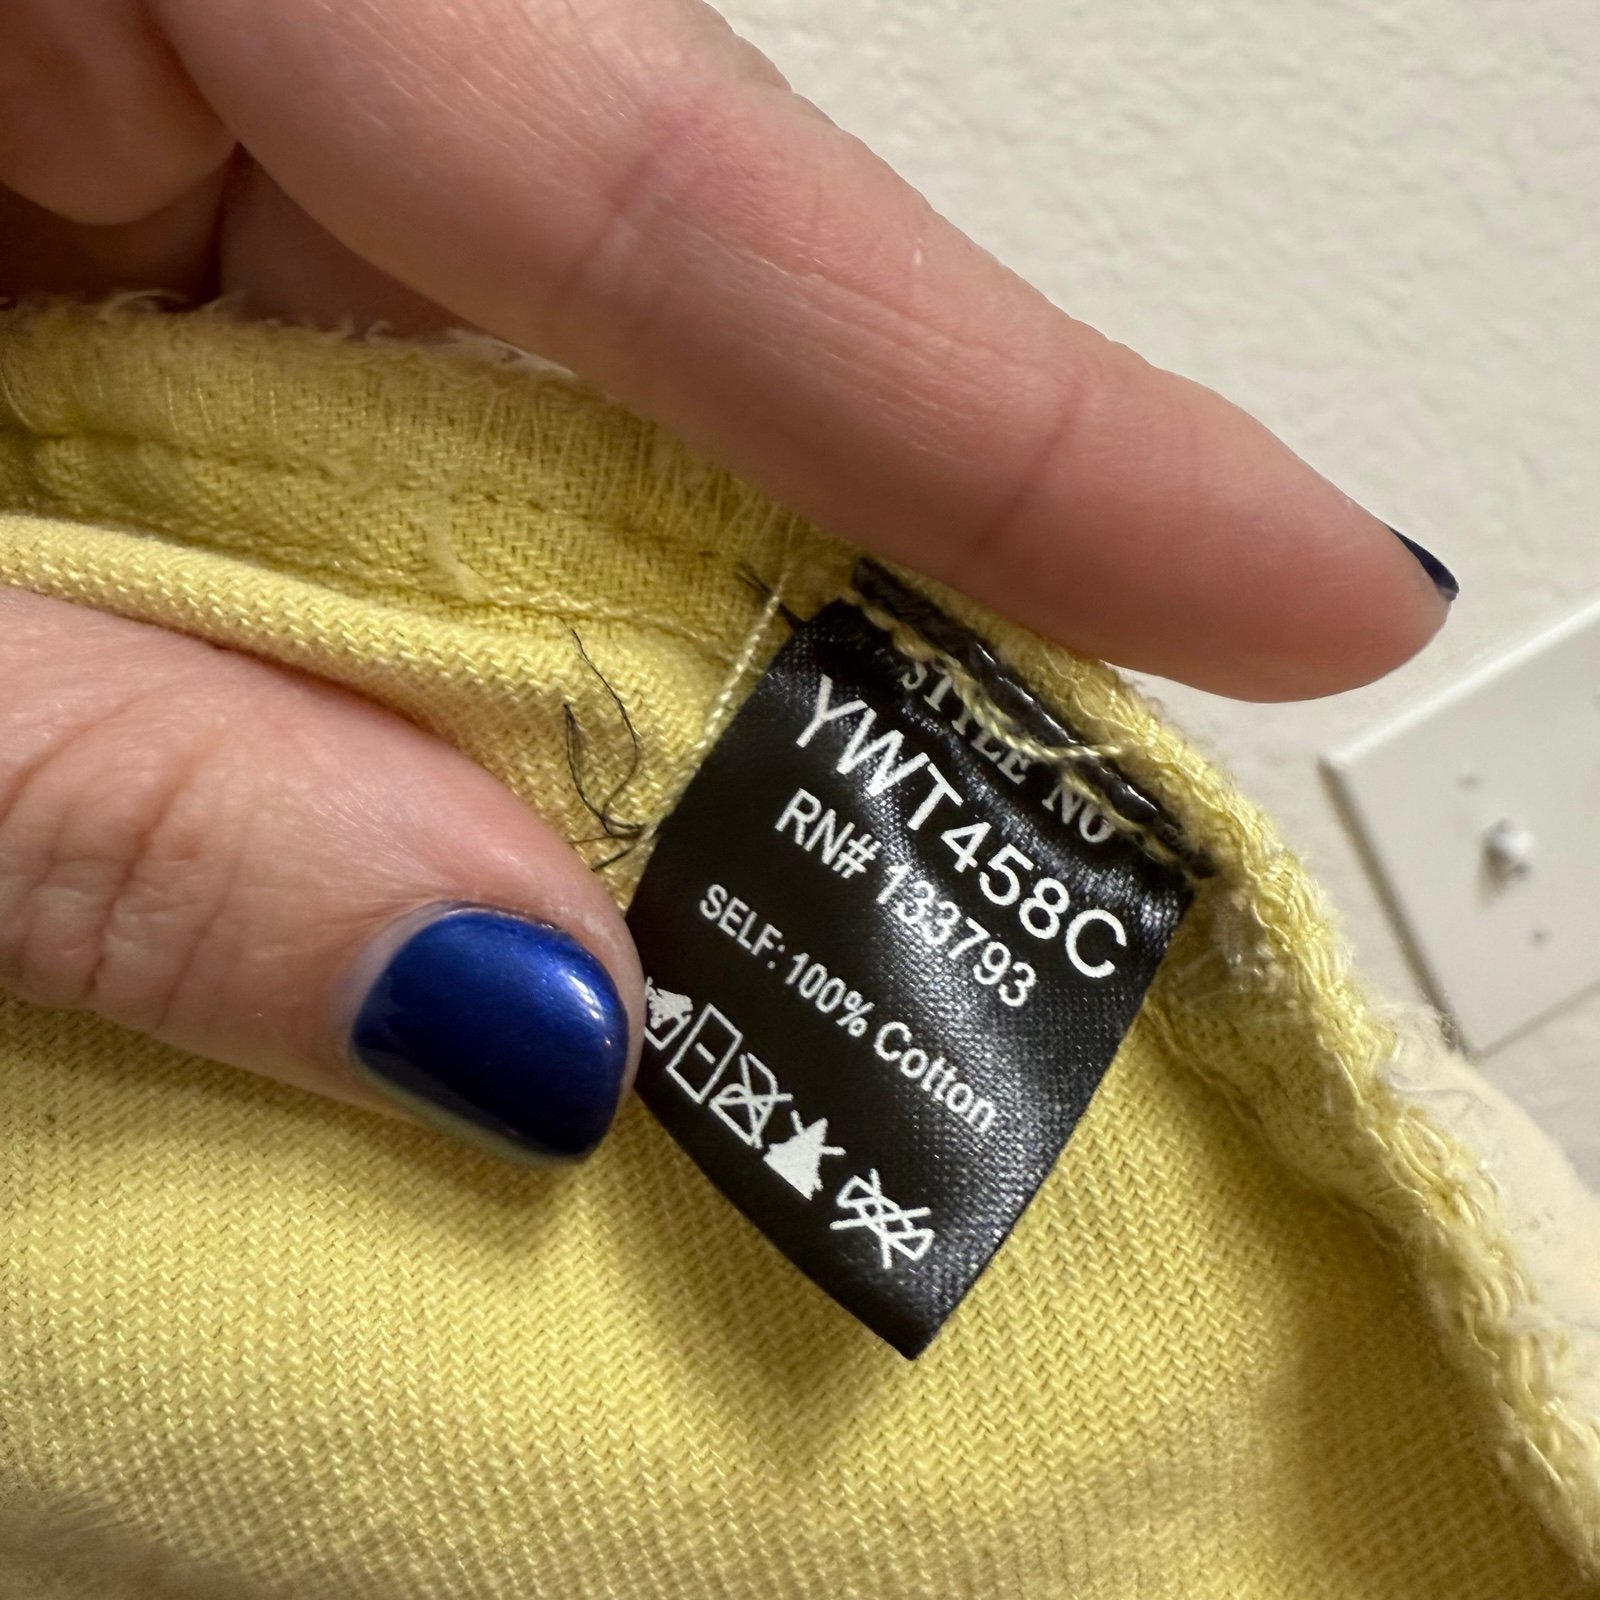 STYLE NO
YWT458C
RN# 133793
SELF: 100% Cotton